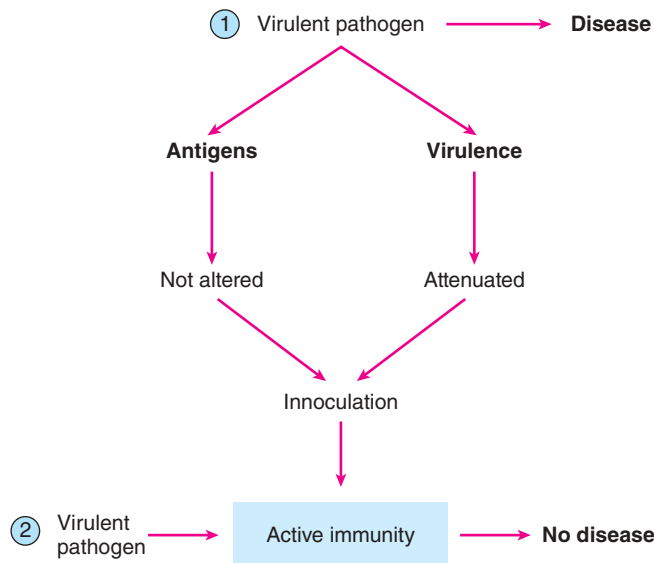 1 Virulent pathogen Disease
Antigens Virulence
Not altered Attenuated
Innoculation
2 Virulent
pathogen Active immunity No disease